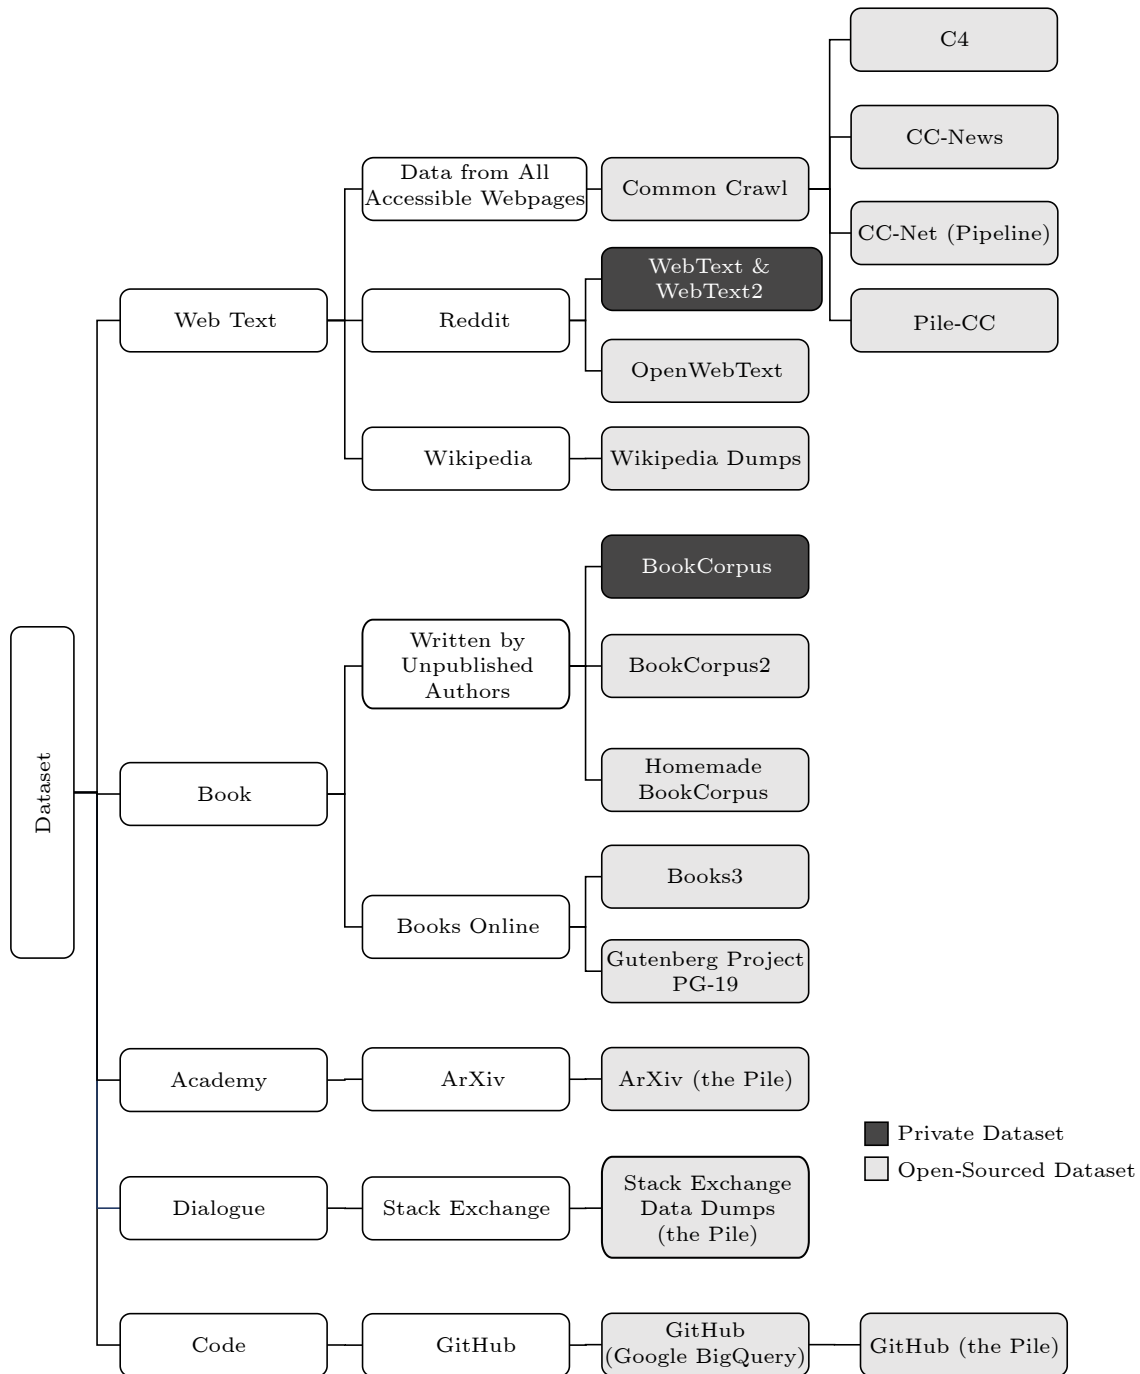 Dataset
Web Text
Data from All
Accessible Webpages
Common Crawl
C4
CC-News
CC-Net (Pipeline)
Pile-CC
Reddit
WebText &
WebText2
OpenWebText
Wikipedia
Wikipedia Dumps
Book
Written by
Unpublished
Authors
BookCorpus
BookCorpus2
Homemade
BookCorpus
Books Online
Books3
Gutenberg Project
PG-19
Academy
ArXiv
ArXiv (the Pile)
Dialogue
Stack Exchange
Stack Exchange
Data Dumps
(the Pile)
Code
GitHub
GitHub
(Google BigQuery)
GitHub (the Pile)
Private Dataset
Open-Sourced Dataset